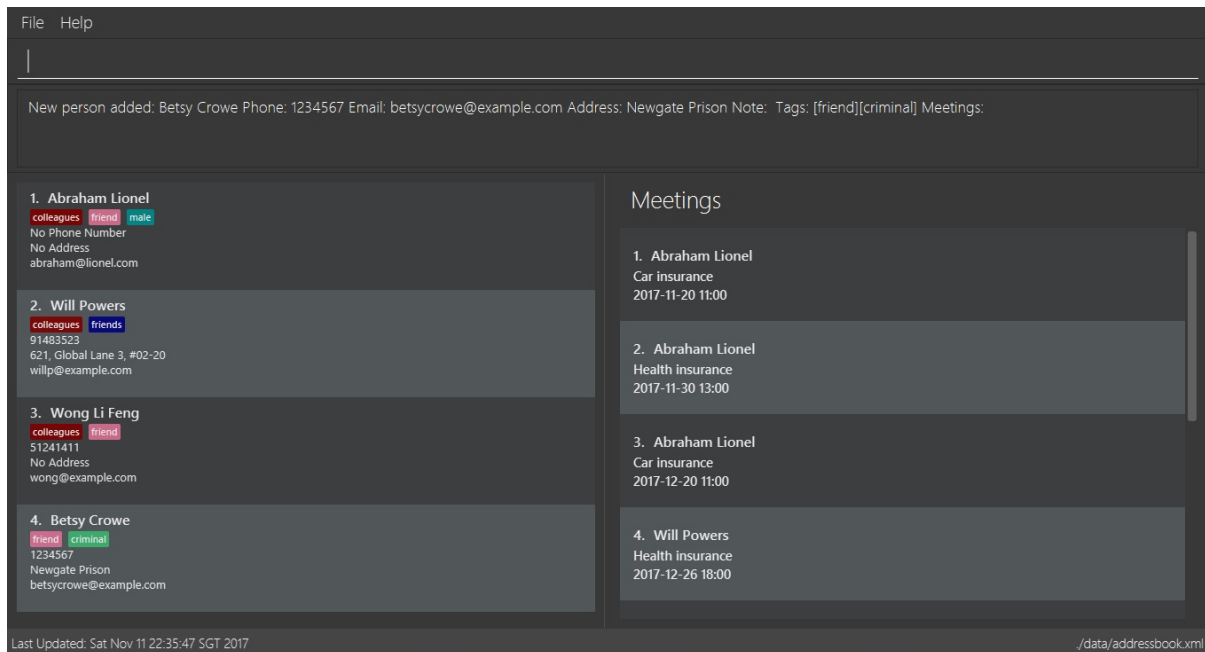 File Help
New person added: Betsy Crowe Phone: 1234567 Email: betsycrowe@example.com Address: Newgate Prison Note: Tags: [friend][criminal] Meetings:
1. Abraham Lionel
colleagues friend male
No Phone Number
No Address
abraham@lionel.com
2. Will Powers
colleagues friends
91483523
621, Global Lane 3, #02-20
willp@example.com
3. Wong Li Feng
colleagues friend
51241411
No Address
wong@example.com
4. Betsy Crowe
friend criminal
1234567
Newgate Prison
betsycrowe@example.com
Meetings
1. Abraham Lionel
Car insurance
2017-11-20 11:00
2. Abraham Lionel
Health insurance
2017-11-30 13:00
3. Abraham Lionel
Car insurance
2017-12-20 11:00
4. Will Powers
Health insurance
2017-12-26 18:00
Last Updated: Sat Nov 11 22:35:47 SGT 2017
./data/addressbook.xml